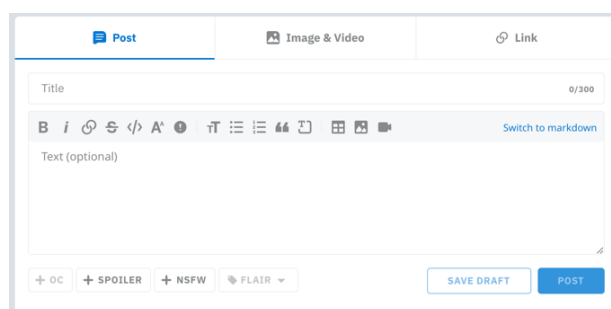 Post Image & Video Link
Title 0/300
B i S </> A^ tT T Switch to markdown
Text (optional)
+ OC + SPOILER + NSFW FLAIR SAVE DRAFT POST